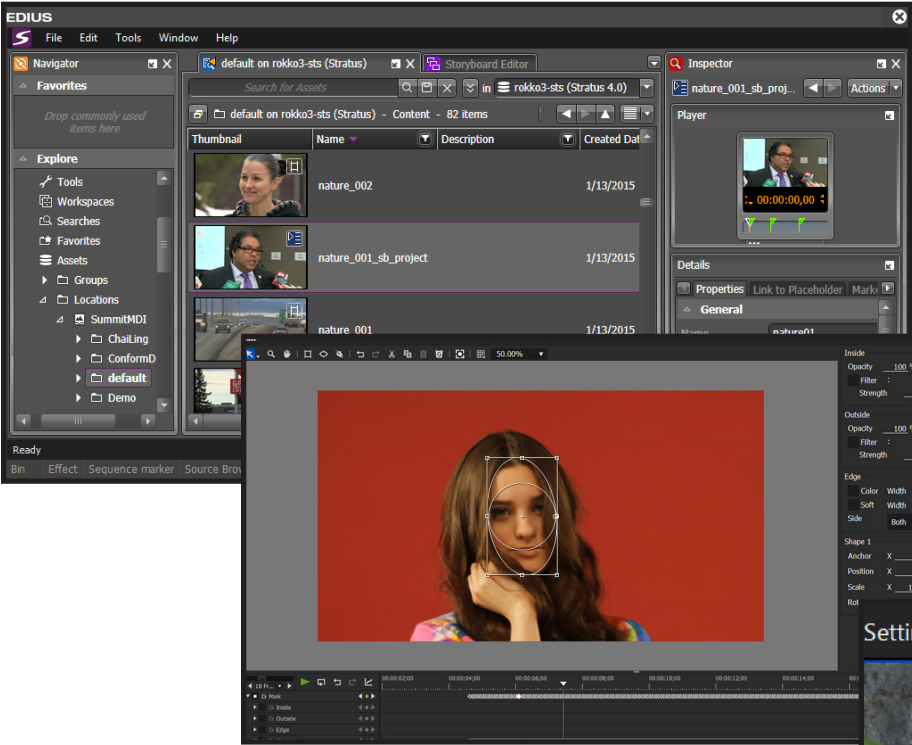 EDIUS
File Edit Tools Window Help
Navigator
Favorites
Drop commonly used
items here
Explore
Tools
Workspaces
Searches
Favorites
Assets
Groups
Locations
SummitMDI
ChaiLing
ConformD
default
Demo
Ready
Bin Effect Sequence marker Source Brow
default on rokko3-sts (Stratus) Storyboard Editor
Search for Assets in rokko3-sts (Stratus 4.0)
default on rokko3-sts (Stratus) - Content - 82 items
Thumbnail Name Description Created Dat
nature_002 1/13/2015
nature_001_sb_project 1/13/2015
nature_001 1/13/2015
Inspector
nature_001_sb_proj... Actions
Player
00:00:00,00
Details
Properties Link to Placeholder Marke
General
Name nature01
50.00%
Inside
Opacity 100 %
Filter :
Strength
Outside
Opacity 100 %
Filter :
Strength
Edge
Color Width
Soft Width
Side Both
Shape 1
Anchor X
Position X
Scale X 1
Rot
Settin
10 Fr...
00:00:02;00 00:00:04;00 00:00:06;00 00:00:08;00 00:00:10;00 00:00:12;00 00:00:14;00 00:
Mask
Inside
Outside
Edge